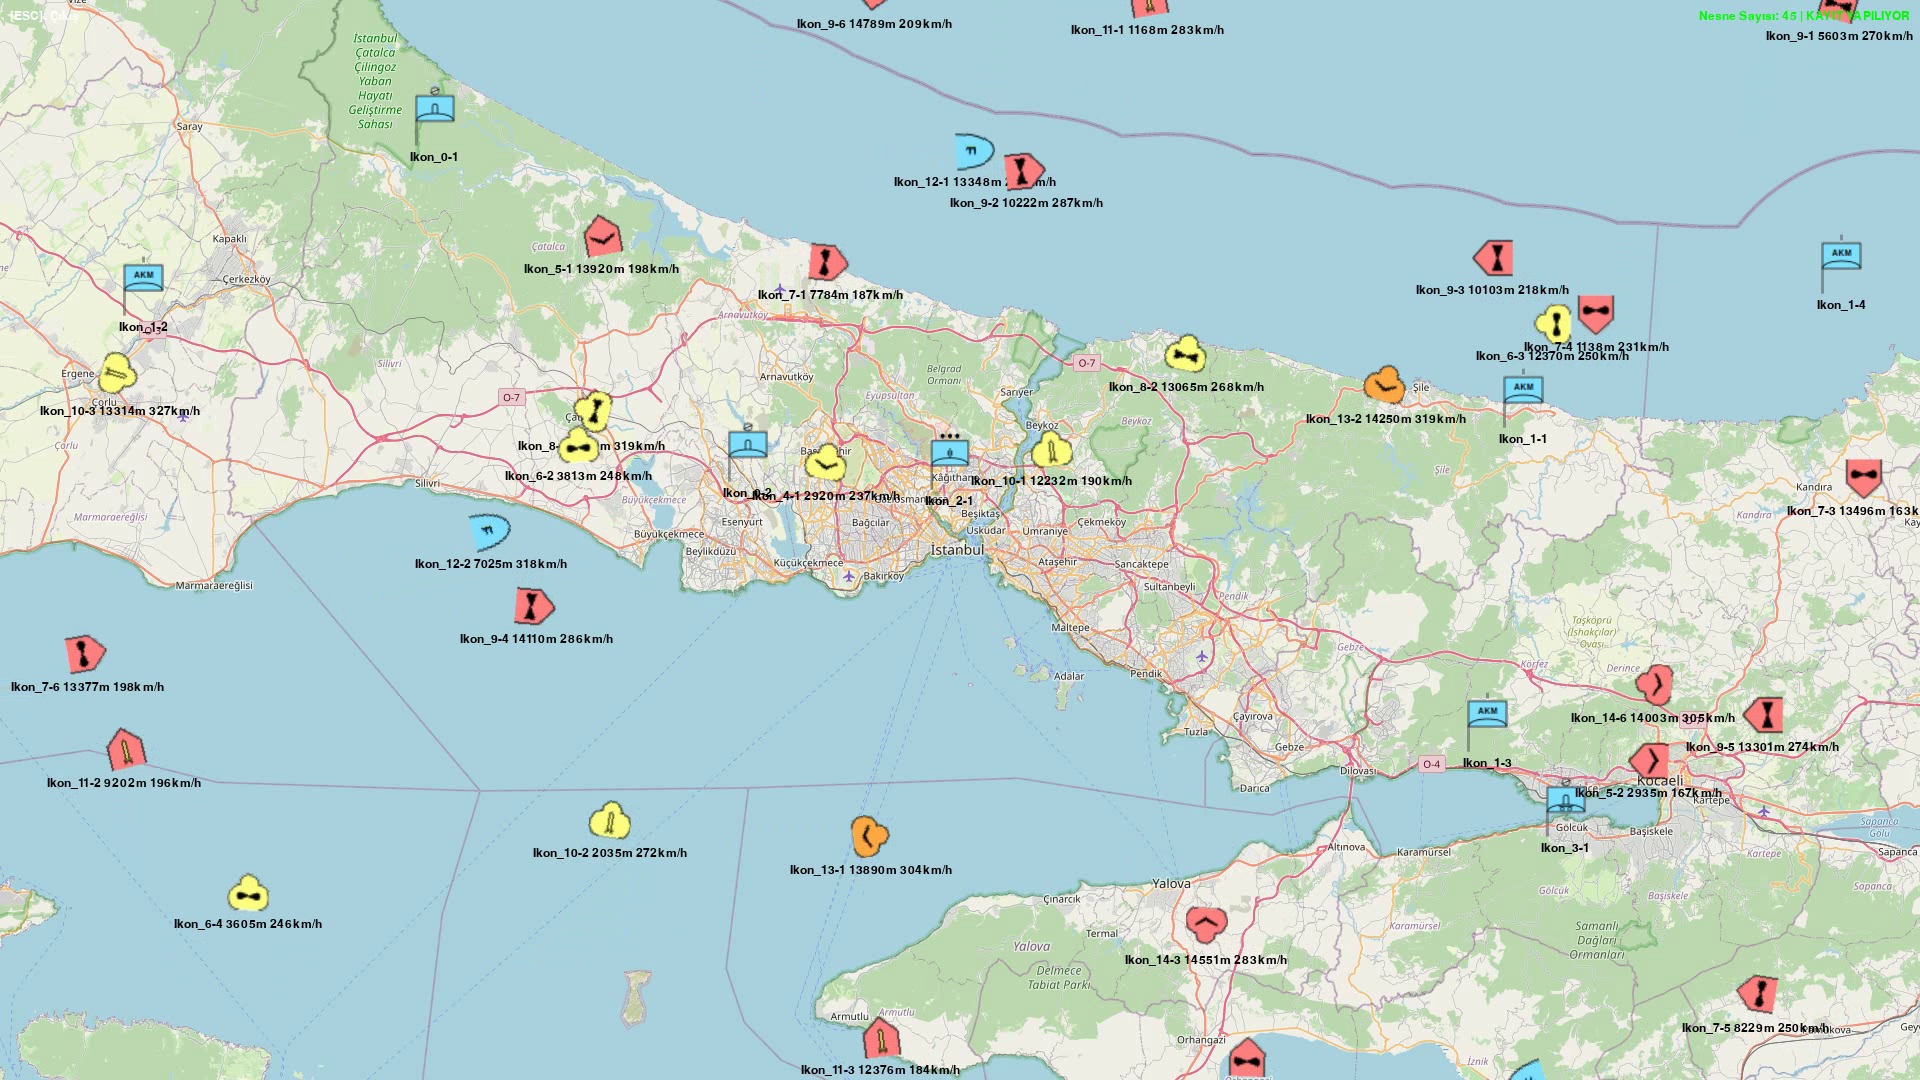 [ESC]: Çıkış
Nesne Sayısı: 45 | KAYIT YAPILIYOR
Ikon_9-6 14789m 209km/h
Ikon_11-1 1168m 283km/h
Ikon_9-1 5603m 270km/h
İstanbul
Çatalca
Çilingoz
Yaban
Hayatı
Geliştirme
Sahası
Saray
Ikon_0-1
Ikon_12-1 13348m
Ikon_9-2 10222m 287km/h
Kapaklı
Çatalca
Ikon_5-1 13920m 198km/h
Çerkezköy
AKM
Ikon_1-2
Ikon_7-1 7784m 187km/h
Arnavutköy
AKM
Ikon_1-4
Ikon_9-3 10103m 218km/h
Ikon_7-4 1138m 231km/h
Ikon_6-3 12370m 250km/h
Ergene
Silivri
O-7
Belgrad
Ormanı
Arnavutköy
Eyüpsultan
Sarıyer
O-7
Ikon_8-2 13065m 268km/h
Şile
AKM
Ikon_1-1
Ikon_13-2 14250m 319km/h
Çorlu
Ikon_10-3 13314m 327km/h
Çorlu
Beykoz
Beykoz
Ikon_8-
m 319km/h
Ikon_6-2 3813m 248km/h
Silivri
Büyükçekmece
Ikon_4-1 2920m 237km/h
Kağıthane
Ikon_2-1
Ikon_10-1 12232m 190km/h
Şile
Kandıra
Kandıra
Ikon_7-3 13496m 163k
Marmaraereğlisi
Esenyurt
Bağcılar
Beşiktaş
Üsküdar
Ümraniye
Çekmeköy
Büyükçekmece
Beylikdüzü
İstanbul
Küçükçekmece
Bakırköy
Ataşehir
Sancaktepe
Sultanbeyli
Ikon_12-2 7025m 318km/h
Marmaraereğlisi
Pendik
Ikon_9-4 14110m 286km/h
Maltepe
Gebze
Taşköprü
(Ishakçılar)
Ovası
Körfez
Derince
Pendik
Adalar
Ikon_7-6 13377m 198km/h
Çayırova
Tuzla
Gebze
AKM
Ikon_14-6 14003m 305km/h
Ikon_9-5 13301m 274km/h
Ikon_1-3
O-4
Dilovası
Darıca
Ikon_11-2 9202m 196km/h
Kocaeli
Ikon_5-2 2935m 167km/h
Kartepe
Gölcük
Başiskele
Ikon_3-1
Sapanca
Gölü
Sapanca
Altınova
Karamürsel
Kartepe
Ikon_10-2 2035m 272km/h
Ikon_13-1 13890m 304km/h
Yalova
Çınarcık
Gölcük
Başiskele
Sapanca
Ikon_6-4 3605m 246km/h
Termal
Karamürsel
Samanlı
Dağları
Ormanları
Yalova
Delmece
Tabiat Parkı
Ikon_14-3 14551m 283km/h
Armutlu
Armutlu
Ikon_7-5 8229m 250km/h
Orhangazi
İznik
Ikon_11-3 12376m 184km/h